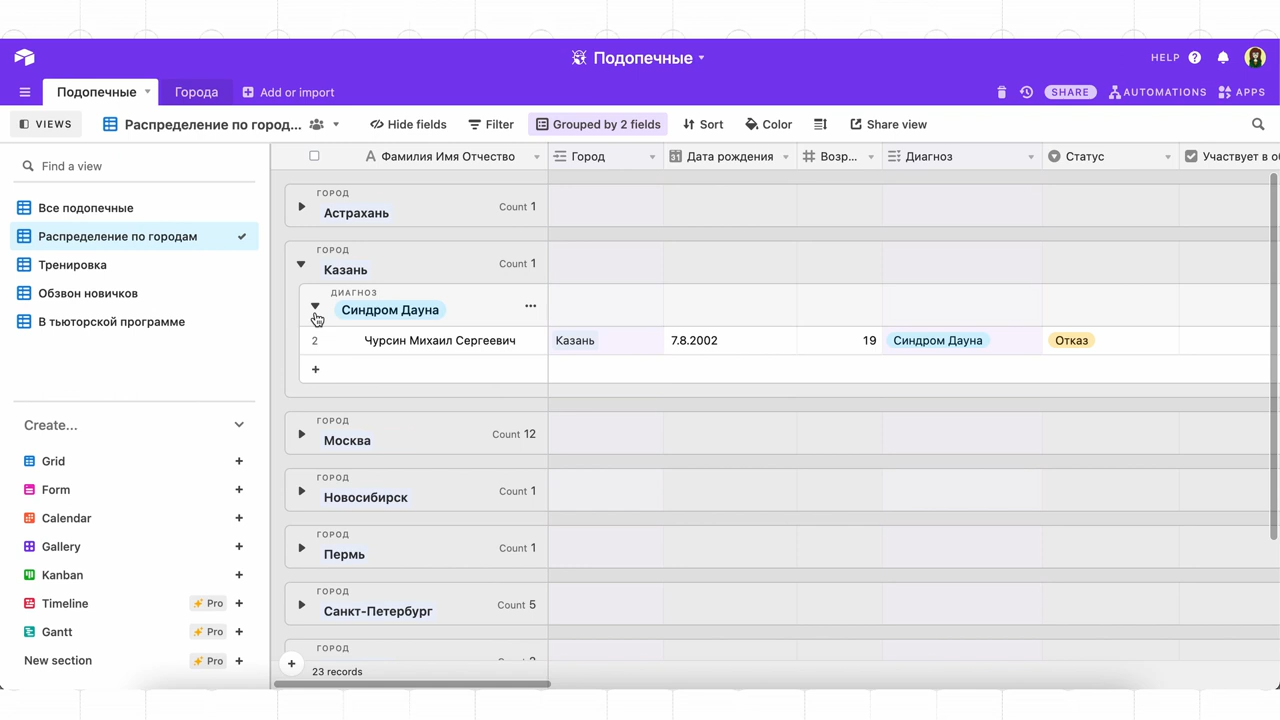 Подопечные
HELP
Подопечные
Города
Add or import
SHARE
AUTOMATIONS
APPS
VIEWS
Распределение по город...
Hide fields
Filter
Grouped by 2 fields
Sort
Color
Share view
Find a view
Все подопечные
Распределение по городам
Тренировка
Обзвон новичков
В тьюторской программе
Create...
Grid
Form
Calendar
Gallery
Kanban
Timeline Pro
Gantt Pro
New section Pro
Фамилия Имя Отчество
Город
Дата рождения
Возр...
Диагноз
Статус
Участвует в об
ГОРОД
Астрахань
Count 1
ГОРОД
Казань
Count 1
ДИАГНОЗ
Синдром Дауна
2 Чурсин Михаил Сергеевич Казань 7.8.2002 19 Синдром Дауна Отказ
ГОРОД
Москва
Count 12
ГОРОД
Новосибирск
Count 1
ГОРОД
Пермь
Count 1
ГОРОД
Санкт-Петербург
Count 5
ГОРОД
23 records